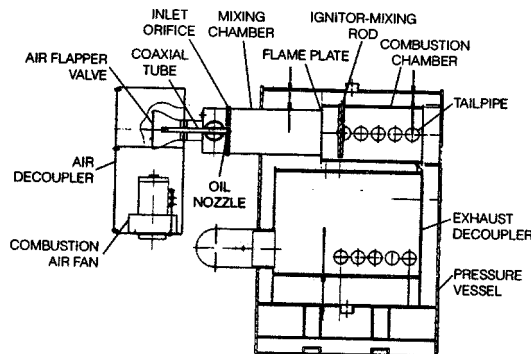 INLET
ORIFICE
MIXING
CHAMBER
IGNITOR-MIXING
ROD
AIR FLAPPER
VALVE
COAXIAL
TUBE
FLAME PLATE
COMBUSTION
CHAMBER
TAILPIPE
AIR
DECOUPLER
OIL
NOZZLE
COMBUSTION
AIR FAN
EXHAUST
DECOUPLER
PRESSURE
VESSEL